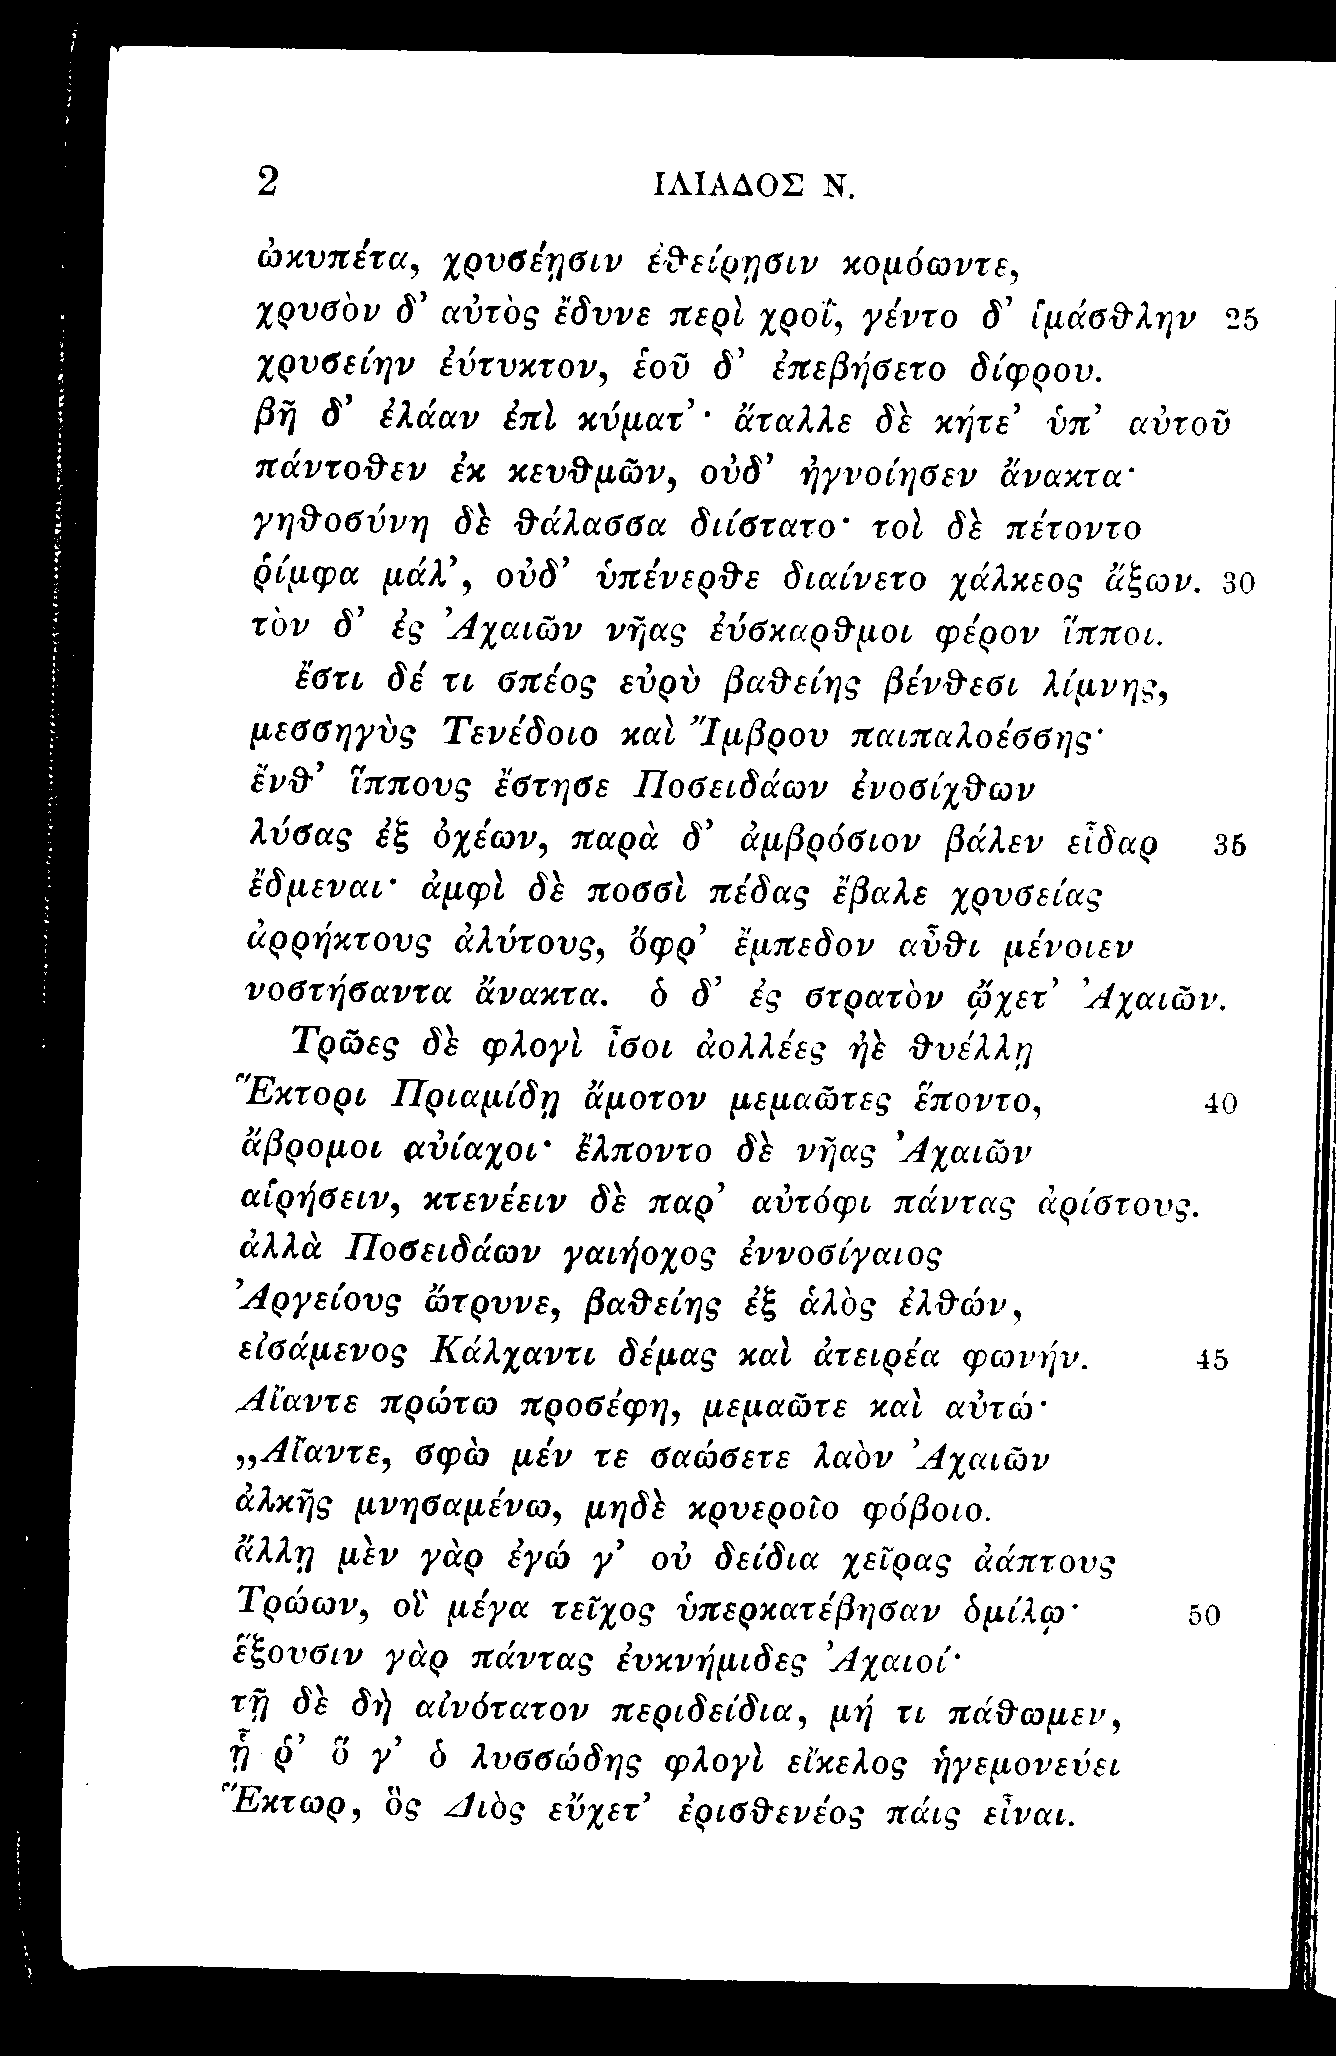 2 ΙΛΙΑΔΟΣ Ν.
ὠκυπέτα, χρυσέῃσιν ἐθείρῃσιν κομόωντε,
χρυσὸν δ’ αὐτὸς ἔδυνε περὶ χροΐ, γέντο δ’ ἱμάσθλην 25
χρυσείην ἐύτυκτον, ἑοῦ δ’ ἐπεβήσετο δίφρου.
βῆ δ’ ἐλάαν ἐπὶ κύματ’· ἄταλλε δὲ κήτε’ ὑπ’ αὐτοῦ
πάντοθεν ἐκ κευθμῶν, οὐδ’ ἠγνοίησεν ἄνακτα·
γηθοσύνῃ δὲ θάλασσα διίστατο· τοὶ δὲ πέτοντο
ῥίμφα μάλ’, οὐδ’ ὑπένερθε διαίνετο χάλκεος ἄξων. 30
τὸν δ’ ἐς Ἀχαιῶν νῆας ἐύσκαρθμοι φέρον ἵπποι.
ἔστι δέ τι σπέος εὐρὺ βαθείης βένθεσι λίμνης,
μεσσηγὺς Τενέδοιο καὶ Ἴμβρου παιπαλοέσσης·
ἔνθ’ ἵππους ἔστησε Ποσειδάων ἐνοσίχθων
λύσας ἐξ ὀχέων, παρὰ δ’ ἀμβρόσιον βάλεν εἶδαρ 35
ἔδμεναι· ἀμφὶ δὲ ποσσὶ πέδας ἔβαλε χρυσείας
ἀρρήκτους ἀλύτους, ὄφρ’ ἔμπεδον αὖθι μένοιεν
νοστήσαντα ἄνακτα. ὁ δ’ ἐς στρατὸν ᾤχετ’ Ἀχαιῶν.
Τρῶες δὲ φλογὶ ἶσοι ἀολλέες ἠὲ θυέλλῃ
Ἕκτορι Πριαμίδῃ ἄμοτον μεμαῶτες ἕποντο, 40
ἄβρομοι αὐίαχοι· ἔλποντο δὲ νῆας Ἀχαιῶν
αἱρήσειν, κτενέειν δὲ παρ’ αὐτόφι πάντας ἀρίστους.
ἀλλὰ Ποσειδάων γαιήοχος ἐννοσίγαιος
Ἀργείους ὤτρυνε, βαθείης ἐξ ἁλὸς ἐλθών,
εἰσάμενος Κάλχαντι δέμας καὶ ἀτειρέα φωνήν. 45
Αἴαντε πρώτω προσέφη, μεμαῶτε καὶ αὐτώ·
„Αἴαντε, σφὼ μέν τε σαώσετε λαὸν Ἀχαιῶν
ἀλκῆς μνησαμένω, μηδὲ κρυεροῖο φόβοιο.
ἄλλῃ μὲν γὰρ ἐγώ γ’ οὐ δείδια χεῖρας ἀάπτους
Τρώων, οἳ μέγα τεῖχος ὑπερκατέβησαν ὁμίλῳ· 50
ἕξουσιν γὰρ πάντας ἐυκνήμιδες Ἀχαιοί·
τῇ δὲ δὴ αἰνότατον περιδείδια, μή τι πάθωμεν,
ᾗ ῥ’ ὅ γ’ ὁ λυσσώδης φλογὶ εἴκελος ἡγεμονεύει
Ἕκτωρ, ὃς Διὸς εὔχετ’ ἐρισθενέος πάις εἶναι.